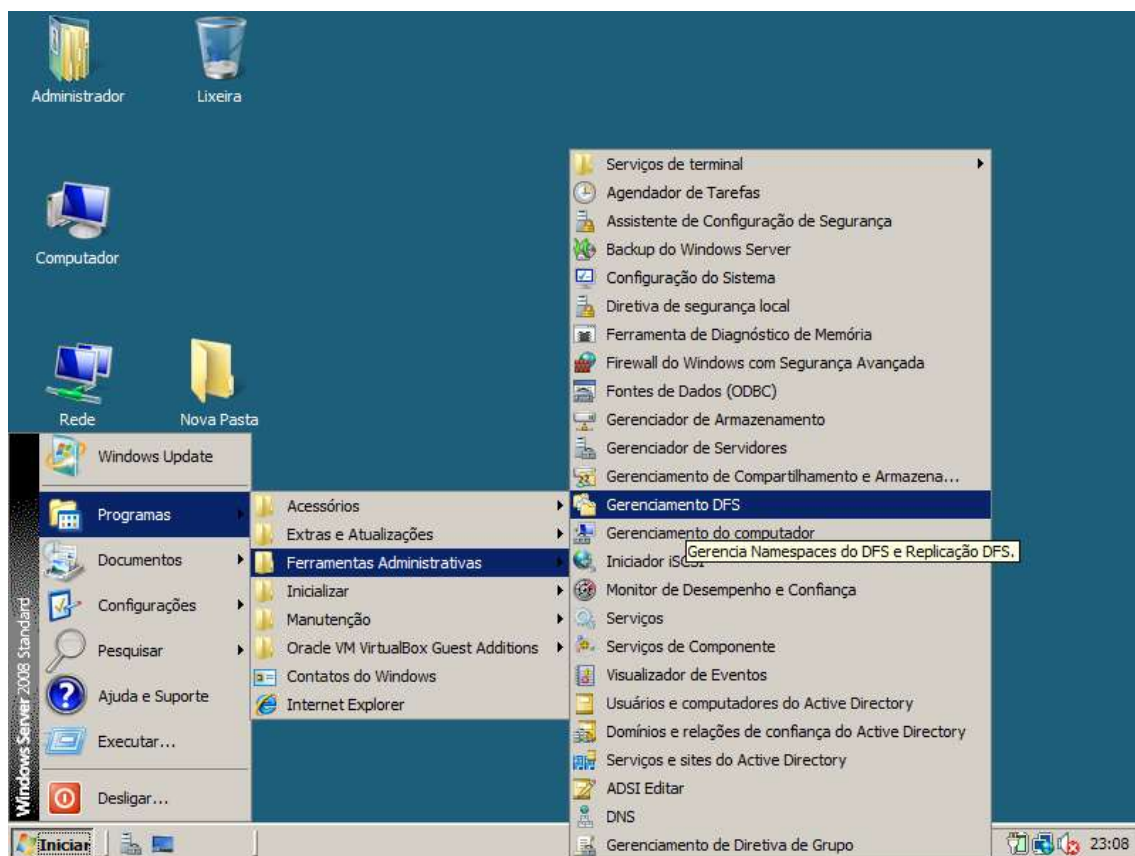 Administrador
Lixeira
Computador
Rede
Nova Pasta
Windows Server 2008 Standard
Windows Update
Programas
Documentos
Configurações
Pesquisar
Ajuda e Suporte
Executar...
Desligar...
Acessórios
Extras e Atualizações
Ferramentas Administrativas
Inicializar
Manutenção
Oracle VM VirtualBox Guest Additions
Contatos do Windows
Internet Explorer
Serviços de terminal
Agendador de Tarefas
Assistente de Configuração de Segurança
Backup do Windows Server
Configuração do Sistema
Diretiva de segurança local
Ferramenta de Diagnóstico de Memória
Firewall do Windows com Segurança Avançada
Fontes de Dados (ODBC)
Gerenciador de Armazenamento
Gerenciador de Servidores
Gerenciamento de Compartilhamento e Armazena...
Gerenciamento DFS
Gerenciamento do computador
Gerencia Namespaces do DFS e Replicação DFS.
Iniciador iSCSI
Monitor de Desempenho e Confiança
Serviços
Serviços de Componente
Visualizador de Eventos
Usuários e computadores do Active Directory
Domínios e relações de confiança do Active Directory
Serviços e sites do Active Directory
ADSI Editar
DNS
Gerenciamento de Diretiva de Grupo
Iniciar
23:08